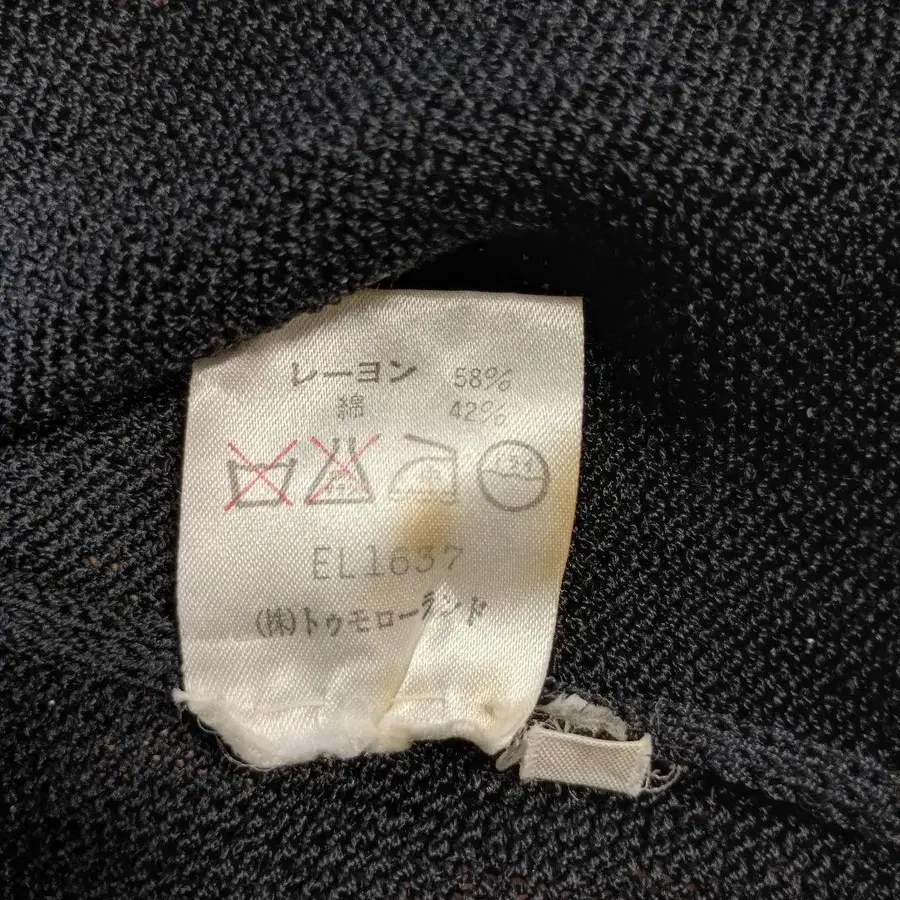 レーヨン 58%
綿 42%
EL1637
(株)トゥモローランド